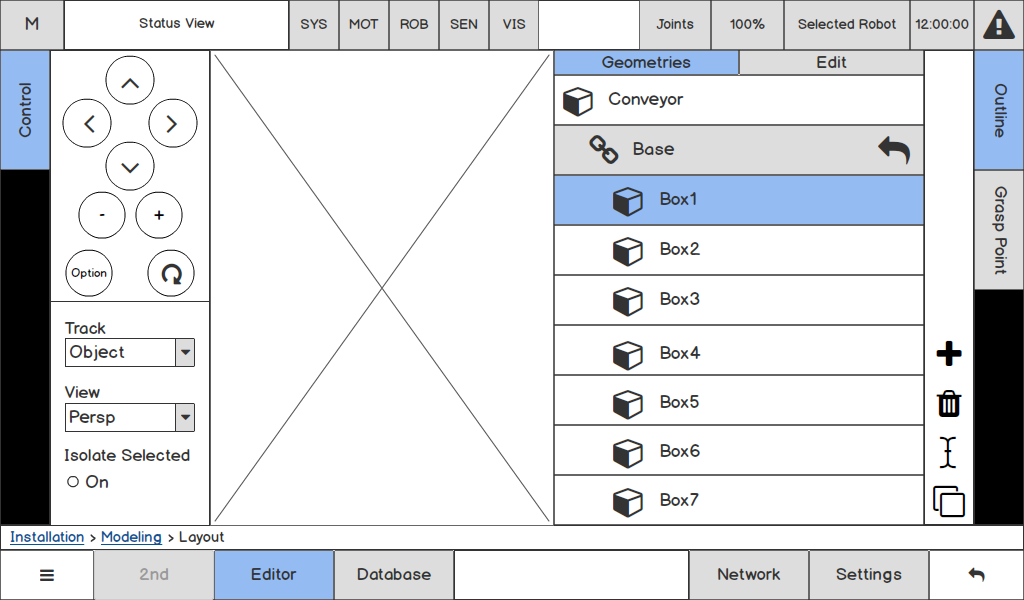 M
Status View
SYS
MOT
ROB
SEN
VIS
Joints
100%
Selected Robot
12:00:00
Control
Option
-
+
Track
Object
View
Persp
Isolate Selected
On
Geometries
Edit
Conveyor
Base
Box1
Box2
Box3
Box4
Box5
Box6
Box7
Outline
Grasp Point
Installation > Modeling > Layout
2nd
Editor
Database
Network
Settings